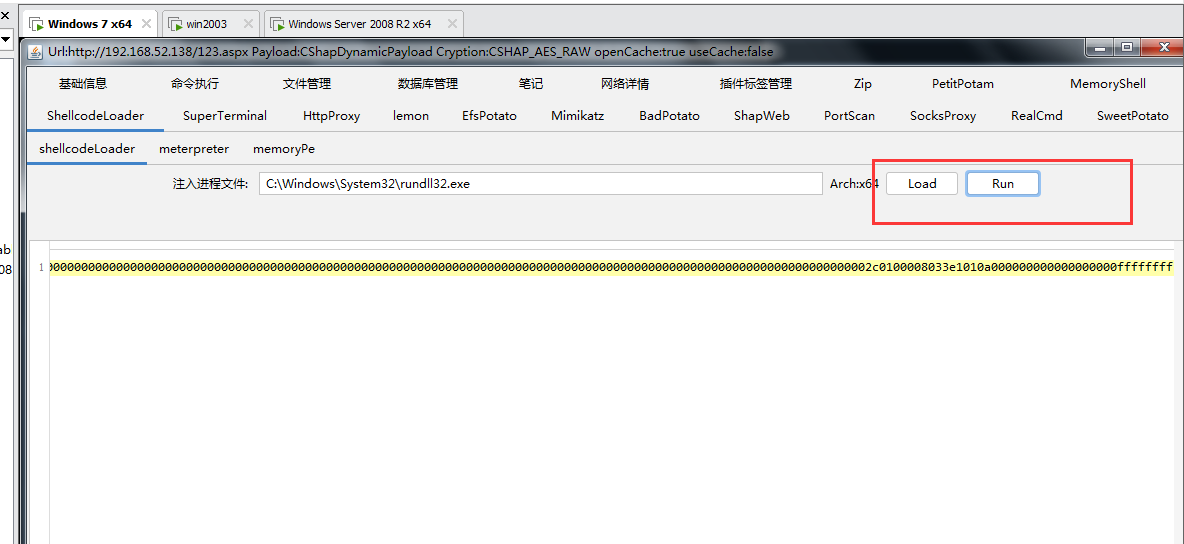 Windows 7 x64 win2003 Windows Server 2008 R2 x64
Url:http://192.168.52.138/123.aspx Payload:CShapDynamicPayload Cryption:CSHAP_AES_RAW openCache:true useCache:false
基础信息 命令执行 文件管理 数据库管理 笔记 网络详情 插件标签管理 Zip PetitPotam MemoryShell
ShellcodeLoader SuperTerminal HttpProxy lemon EfsPotato Mimikatz BadPotato ShapWeb PortScan SocksProxy RealCmd SweetPotato
shellcodeLoader meterpreter memoryPe
注入进程文件: C:\Windows\System32\rundll32.exe Arch:x64 Load Run
ab
1
08